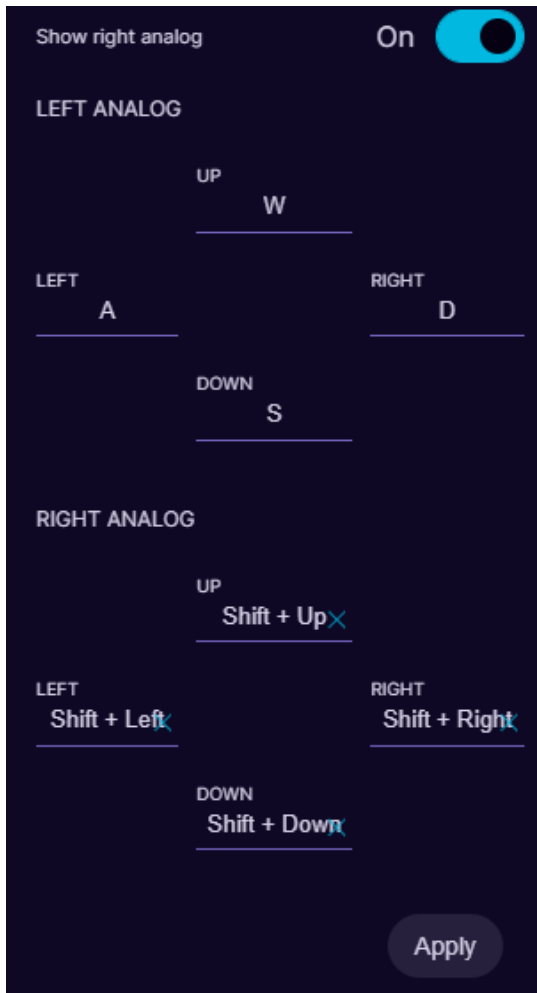 Show right analog On
LEFT ANALOG
UP
W
LEFT RIGHT
A D
DOWN
S
RIGHT ANALOG
UP
Shift + Up
LEFT RIGHT
Shift + Left Shift + Right
DOWN
Shift + Down
Apply